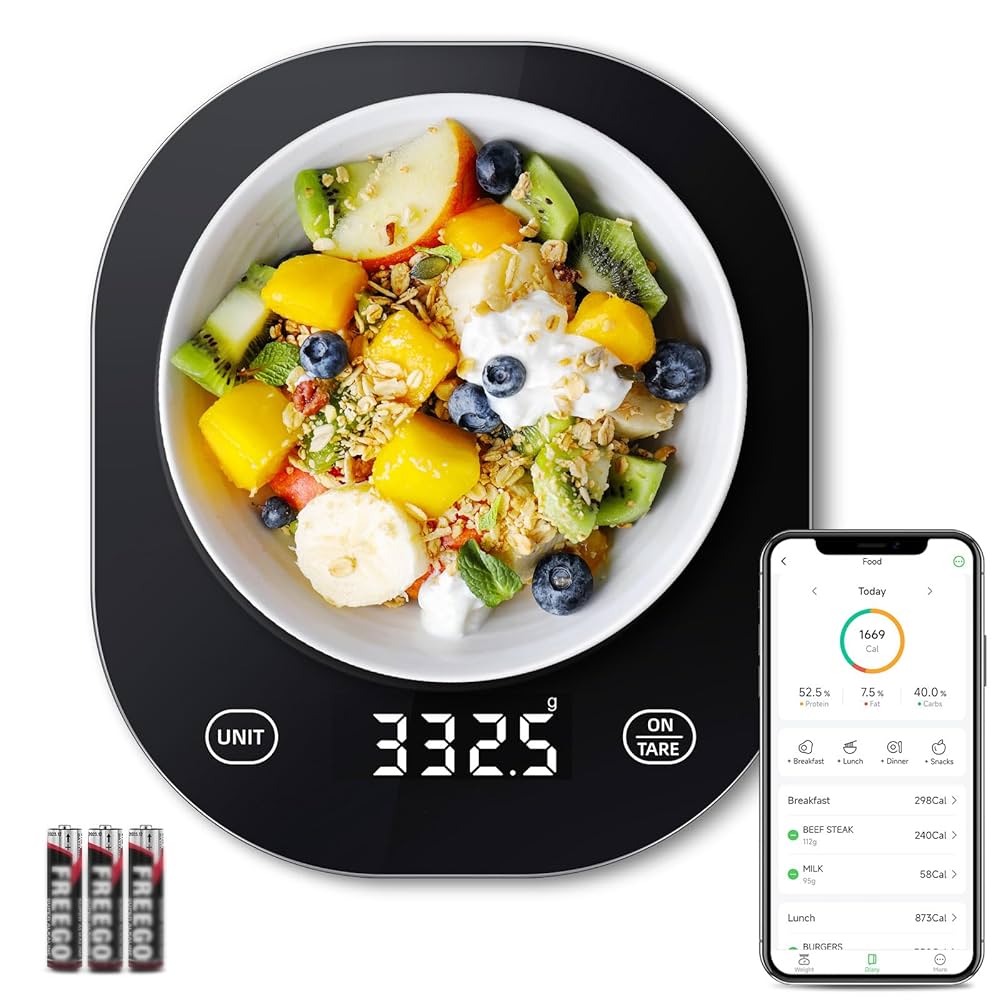 UNIT
332.5 g
ON
TARE
FREEGO
FREEGO
FREEGO
Food
Today
1669
Cal
52.5 % 7.5 % 40.0 %
Protein Fat Carbs
+ Breakfast + Lunch + Dinner + Snacks
Breakfast 298Cal
BEEF STEAK 240Cal
112g
MILK 58Cal
95g
Lunch 873Cal
BURGERS
Weight Diary More